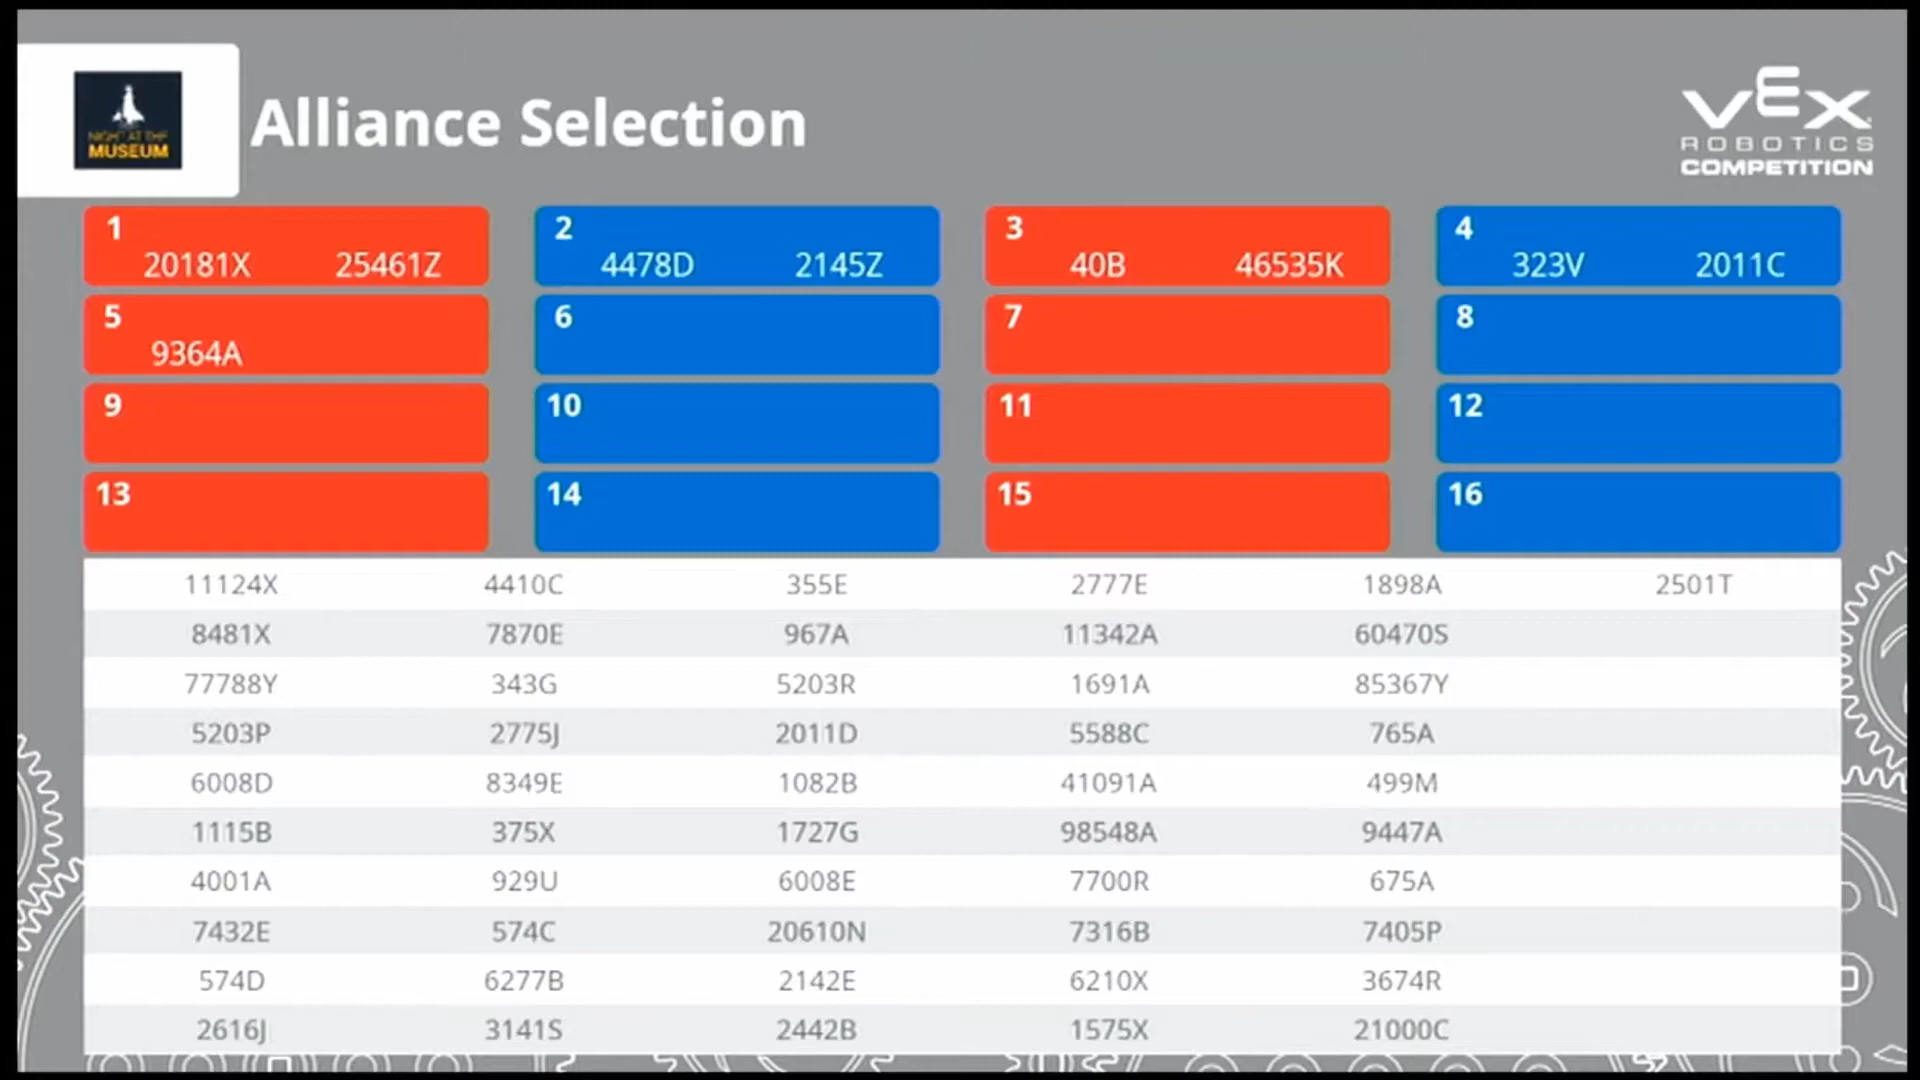 NIGHT AT THE
MUSEUM
Alliance Selection
VEX
ROBOTICS
COMPETITION
1 2 3 4
20181X 25461Z 4478D 2145Z 40B 46535K 323V 2011C
5 6 7 8
9364A
9 10 11 12
13 14 15 16
11124X 4410C 355E 2777E 1898A 2501T
8481X 7870E 967A 11342A 60470S
77788Y 343G 5203R 1691A 85367Y
5203P 2775J 2011D 5588C 765A
6008D 8349E 1082B 41091A 499M
1115B 375X 1727G 98548A 9447A
4001A 929U 6008E 7700R 675A
7432E 574C 20610N 7316B 7405P
574D 6277B 2142E 6210X 3674R
2616J 3141S 2442B 1575X 21000C